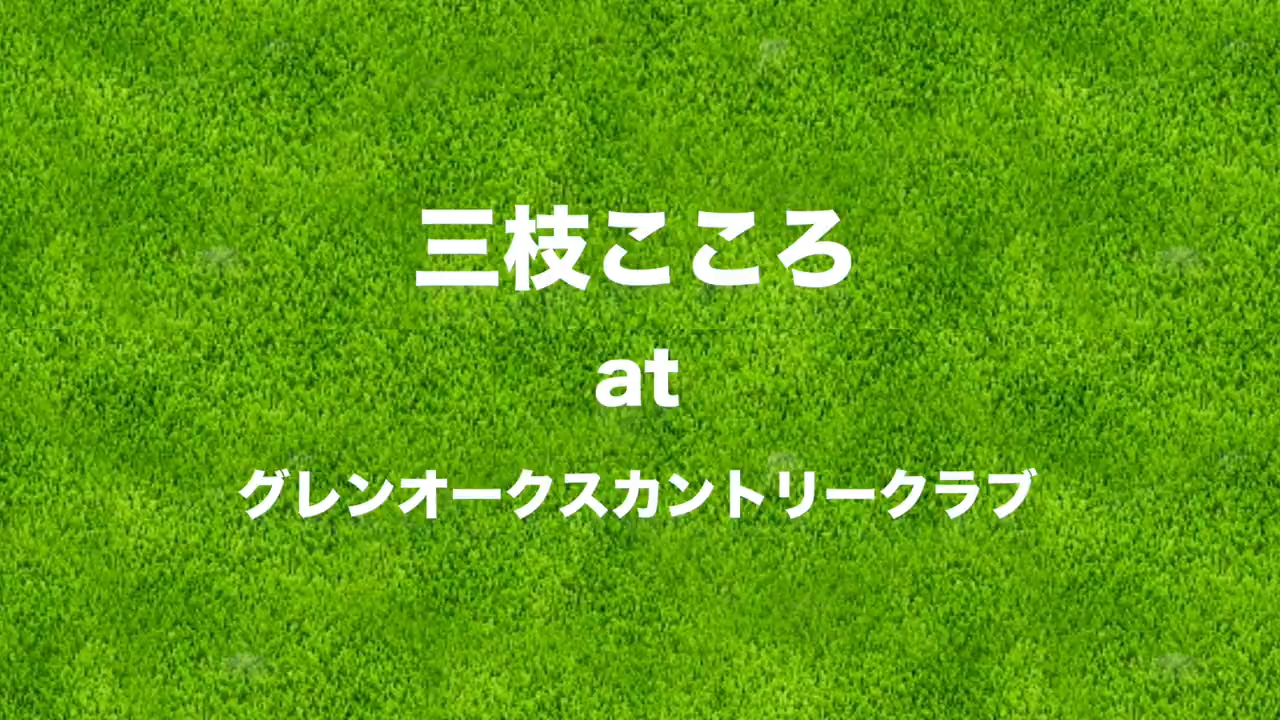 三枝こころ
at
グレンオークスカントリークラブ